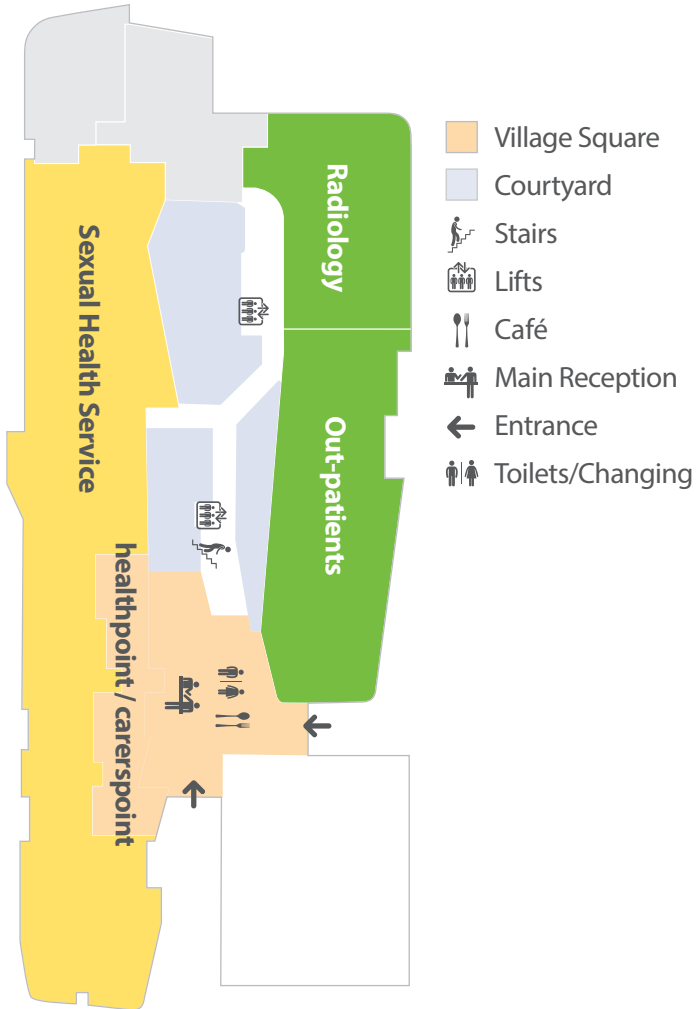 Radiology
Sexual Health Service
Out-patients
healthpoint / carerspoint
Village Square
Courtyard
Stairs
Lifts
Café
Main Reception
Entrance
Toilets/Changing